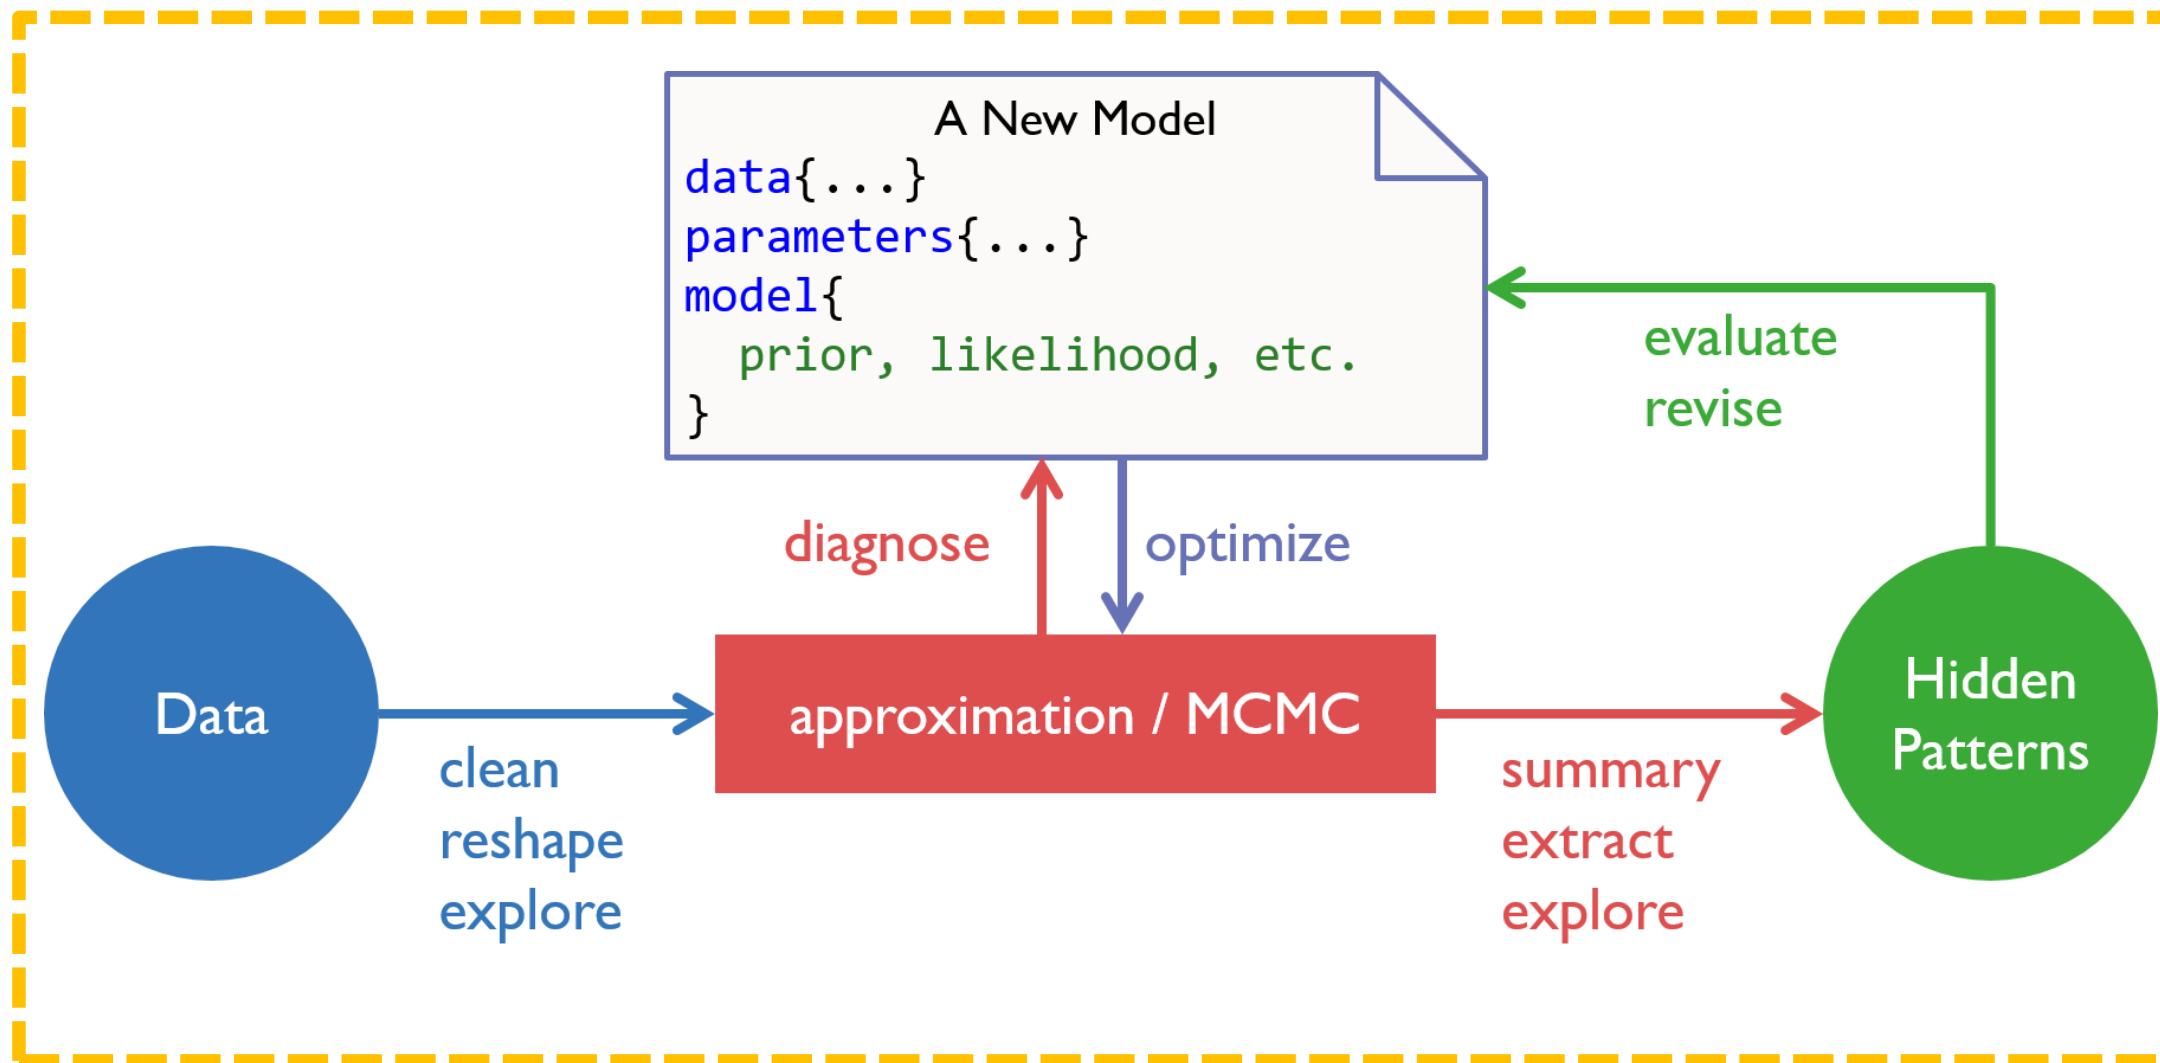 A New Model
data{...}
parameters{...}
model{
prior, likelihood, etc.
}
evaluate
revise
diagnose
optimize
Data
clean
reshape
explore
approximation / MCMC
summary
extract
explore
Hidden
Patterns